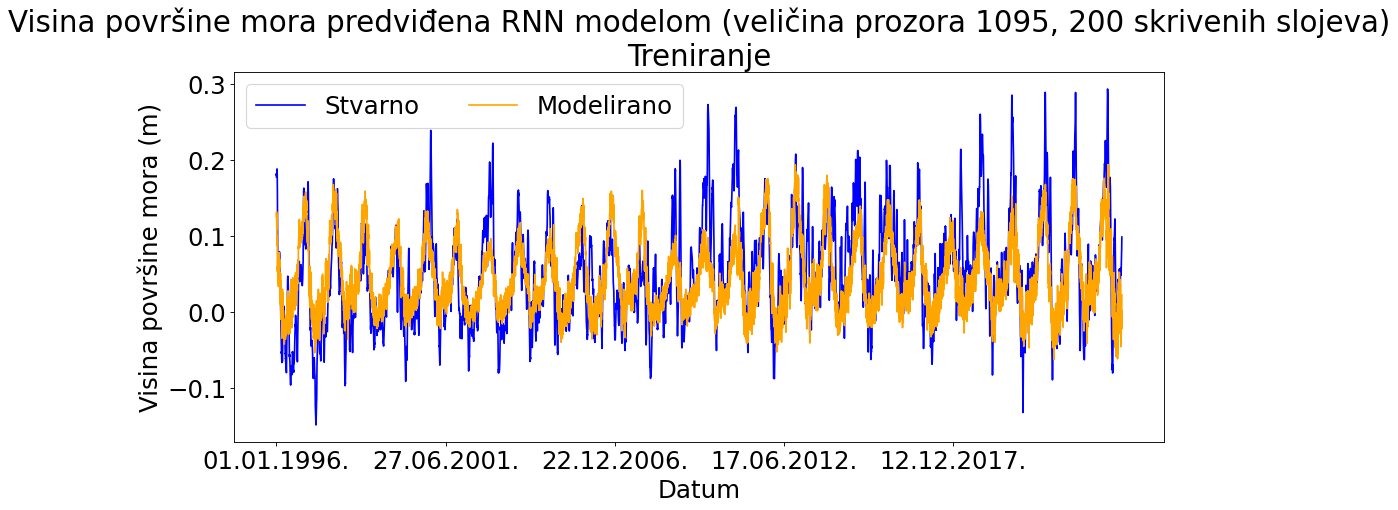 Visina površine mora predviđena RNN modelom (veličina prozora 1095, 200 skrivenih slojeva)
Treniranje
Stvarno
Modelirano
Visina površine mora (m)
0.3
0.2
0.1
0.0
−0.1
01.01.1996.
27.06.2001.
22.12.2006.
17.06.2012.
12.12.2017.
Datum